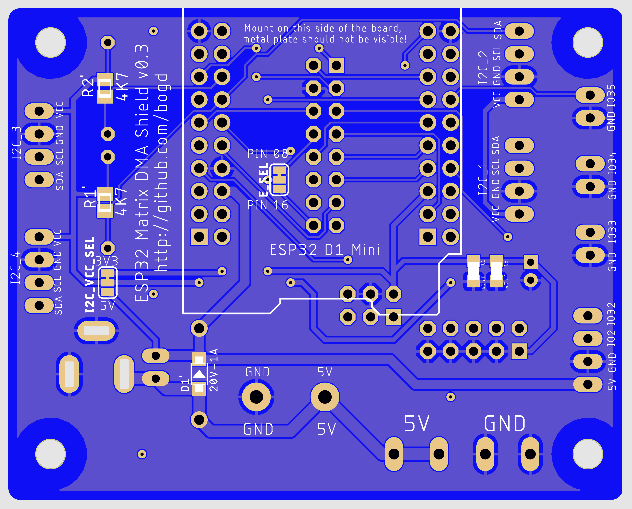 Mount on this side of the board,
metal plate should not be visible!
SDA
I2C_2
VCC GND SCL
IO35
GND
R2'
4K7
I2C_3
VCC
SDA SCL GND
ESP32 Matrix DMA Shield v0.3
http://github.com/bogd
PIN 08
E_SEL
PIN 16
VCC GND SCL SDA
IO34
GND
R1'
4K7
I2C_4
VCC
SDA SCL GND
I2C_VCC_SEL
3V3
5V
ESP32 D1 Mini
IO33
GND
IO32
5V GND IO2
D1'
20V-1A
GND
5V
GND
5V
5V
GND